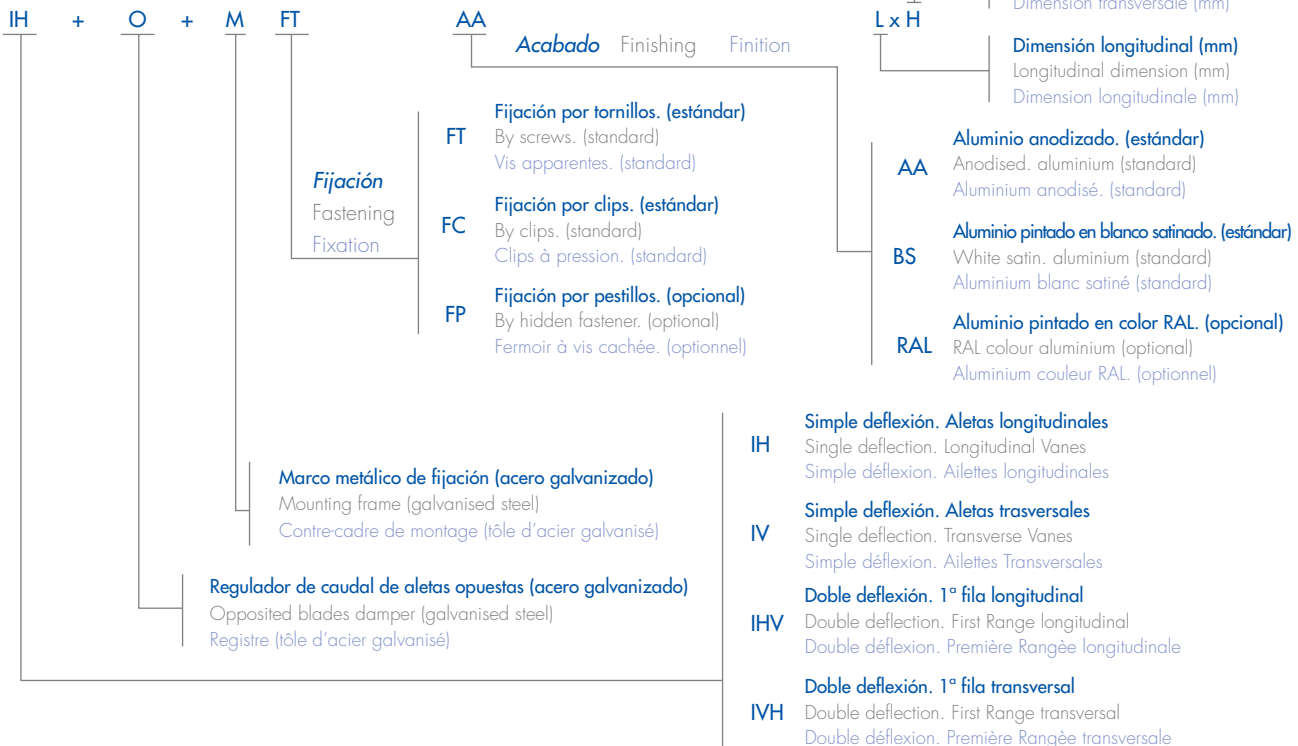 IH + O + M FT AA L x H
Dimension transversale (mm)
Acabado Finishing Finition
Dimensión longitudinal (mm)
Longitudinal dimension (mm)
Dimension longitudinale (mm)
Fijación
Fastening
Fixation
FT
Fijación por tornillos. (estándar)
By screws. (standard)
Vis apparentes. (standard)
FC
Fijación por clips. (estándar)
By clips. (standard)
Clips à pression. (standard)
FP
Fijación por pestillos. (opcional)
By hidden fastener. (optional)
Fermoir à vis cachée. (optionnel)
AA
Aluminio anodizado. (estándar)
Anodised. aluminium (standard)
Aluminium anodisé. (standard)
BS
Aluminio pintado en blanco satinado. (estándar)
White satin. aluminium (standard)
Aluminium blanc satiné (standard)
RAL
Aluminio pintado en color RAL. (opcional)
RAL colour aluminium (optional)
Aluminium couleur RAL. (optionnel)
Marco metálico de fijación (acero galvanizado)
Mounting frame (galvanised steel)
Contre-cadre de montage (tôle d'acier galvanisé)
Regulador de caudal de aletas opuestas (acero galvanizado)
Opposited blades damper (galvanised steel)
Registre (tôle d'acier galvanisé)
IH
Simple deflexión. Aletas longitudinales
Single deflection. Longitudinal Vanes
Simple déflexion. Ailettes longitudinales
IV
Simple deflexión. Aletas trasversales
Single deflection. Transverse Vanes
Simple déflexion. Ailettes Transversales
IHV
Doble deflexión. 1ª fila longitudinal
Double deflection. First Range longitudinal
Double déflexion. Première Rangèe longitudinale
IVH
Doble deflexión. 1ª fila transversal
Double deflection. First Range transversal
Double déflexion. Première Rangèe transversale